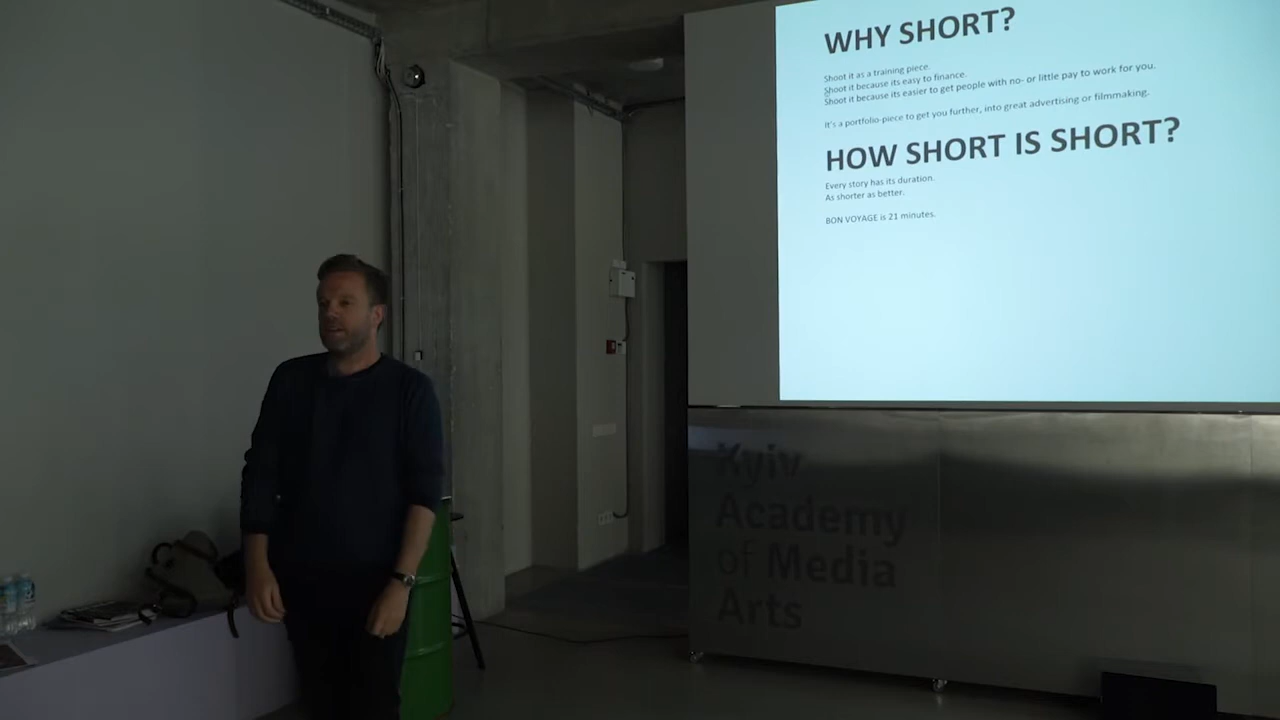 WHY SHORT?
Shoot it as a training piece.
Shoot it because its easy to finance.
Shoot it because its easier to get people with no- or little pay to work for you.
It's a portfolio-piece to get you further, into great advertising or filmmaking.
HOW SHORT IS SHORT?
Every story has its duration.
As shorter as better.
BON VOYAGE is 21 minutes.
Kyiv
Academy
of Media
Arts